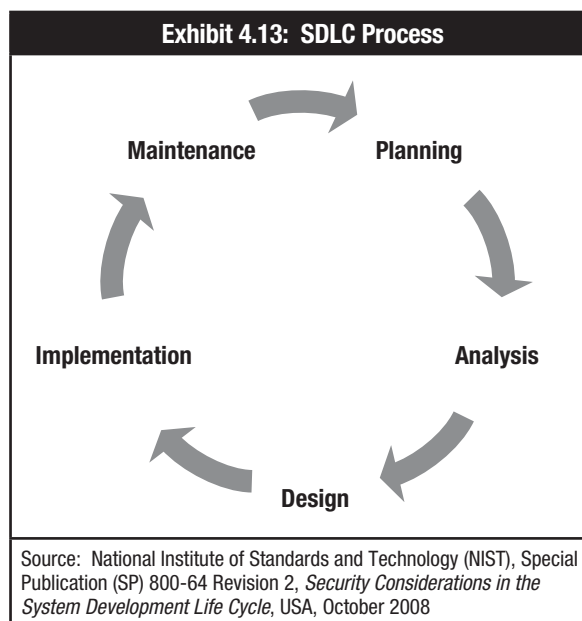 Exhibit 4.13: SDLC Process
Maintenance
Planning
Implementation
Analysis
Design
Source: National Institute of Standards and Technology (NIST), Special
Publication (SP) 800-64 Revision 2, Security Considerations in the
System Development Life Cycle, USA, October 2008